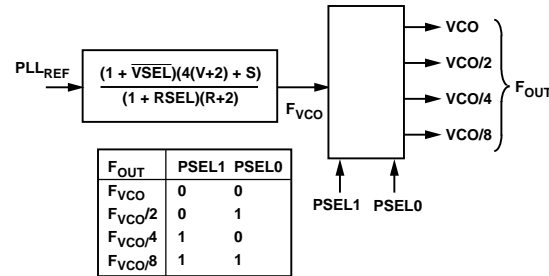 PLL_REF
(1 + V̅S̅E̅L̅)(4(V+2) + S)
(1 + RSEL)(R+2)
F_VCO
VCO
VCO/2
VCO/4
VCO/8
F_OUT
PSEL1 PSEL0
F_OUT PSEL1 PSEL0
F_VCO 0 0
F_VCO/2 0 1
F_VCO/4 1 0
F_VCO/8 1 1